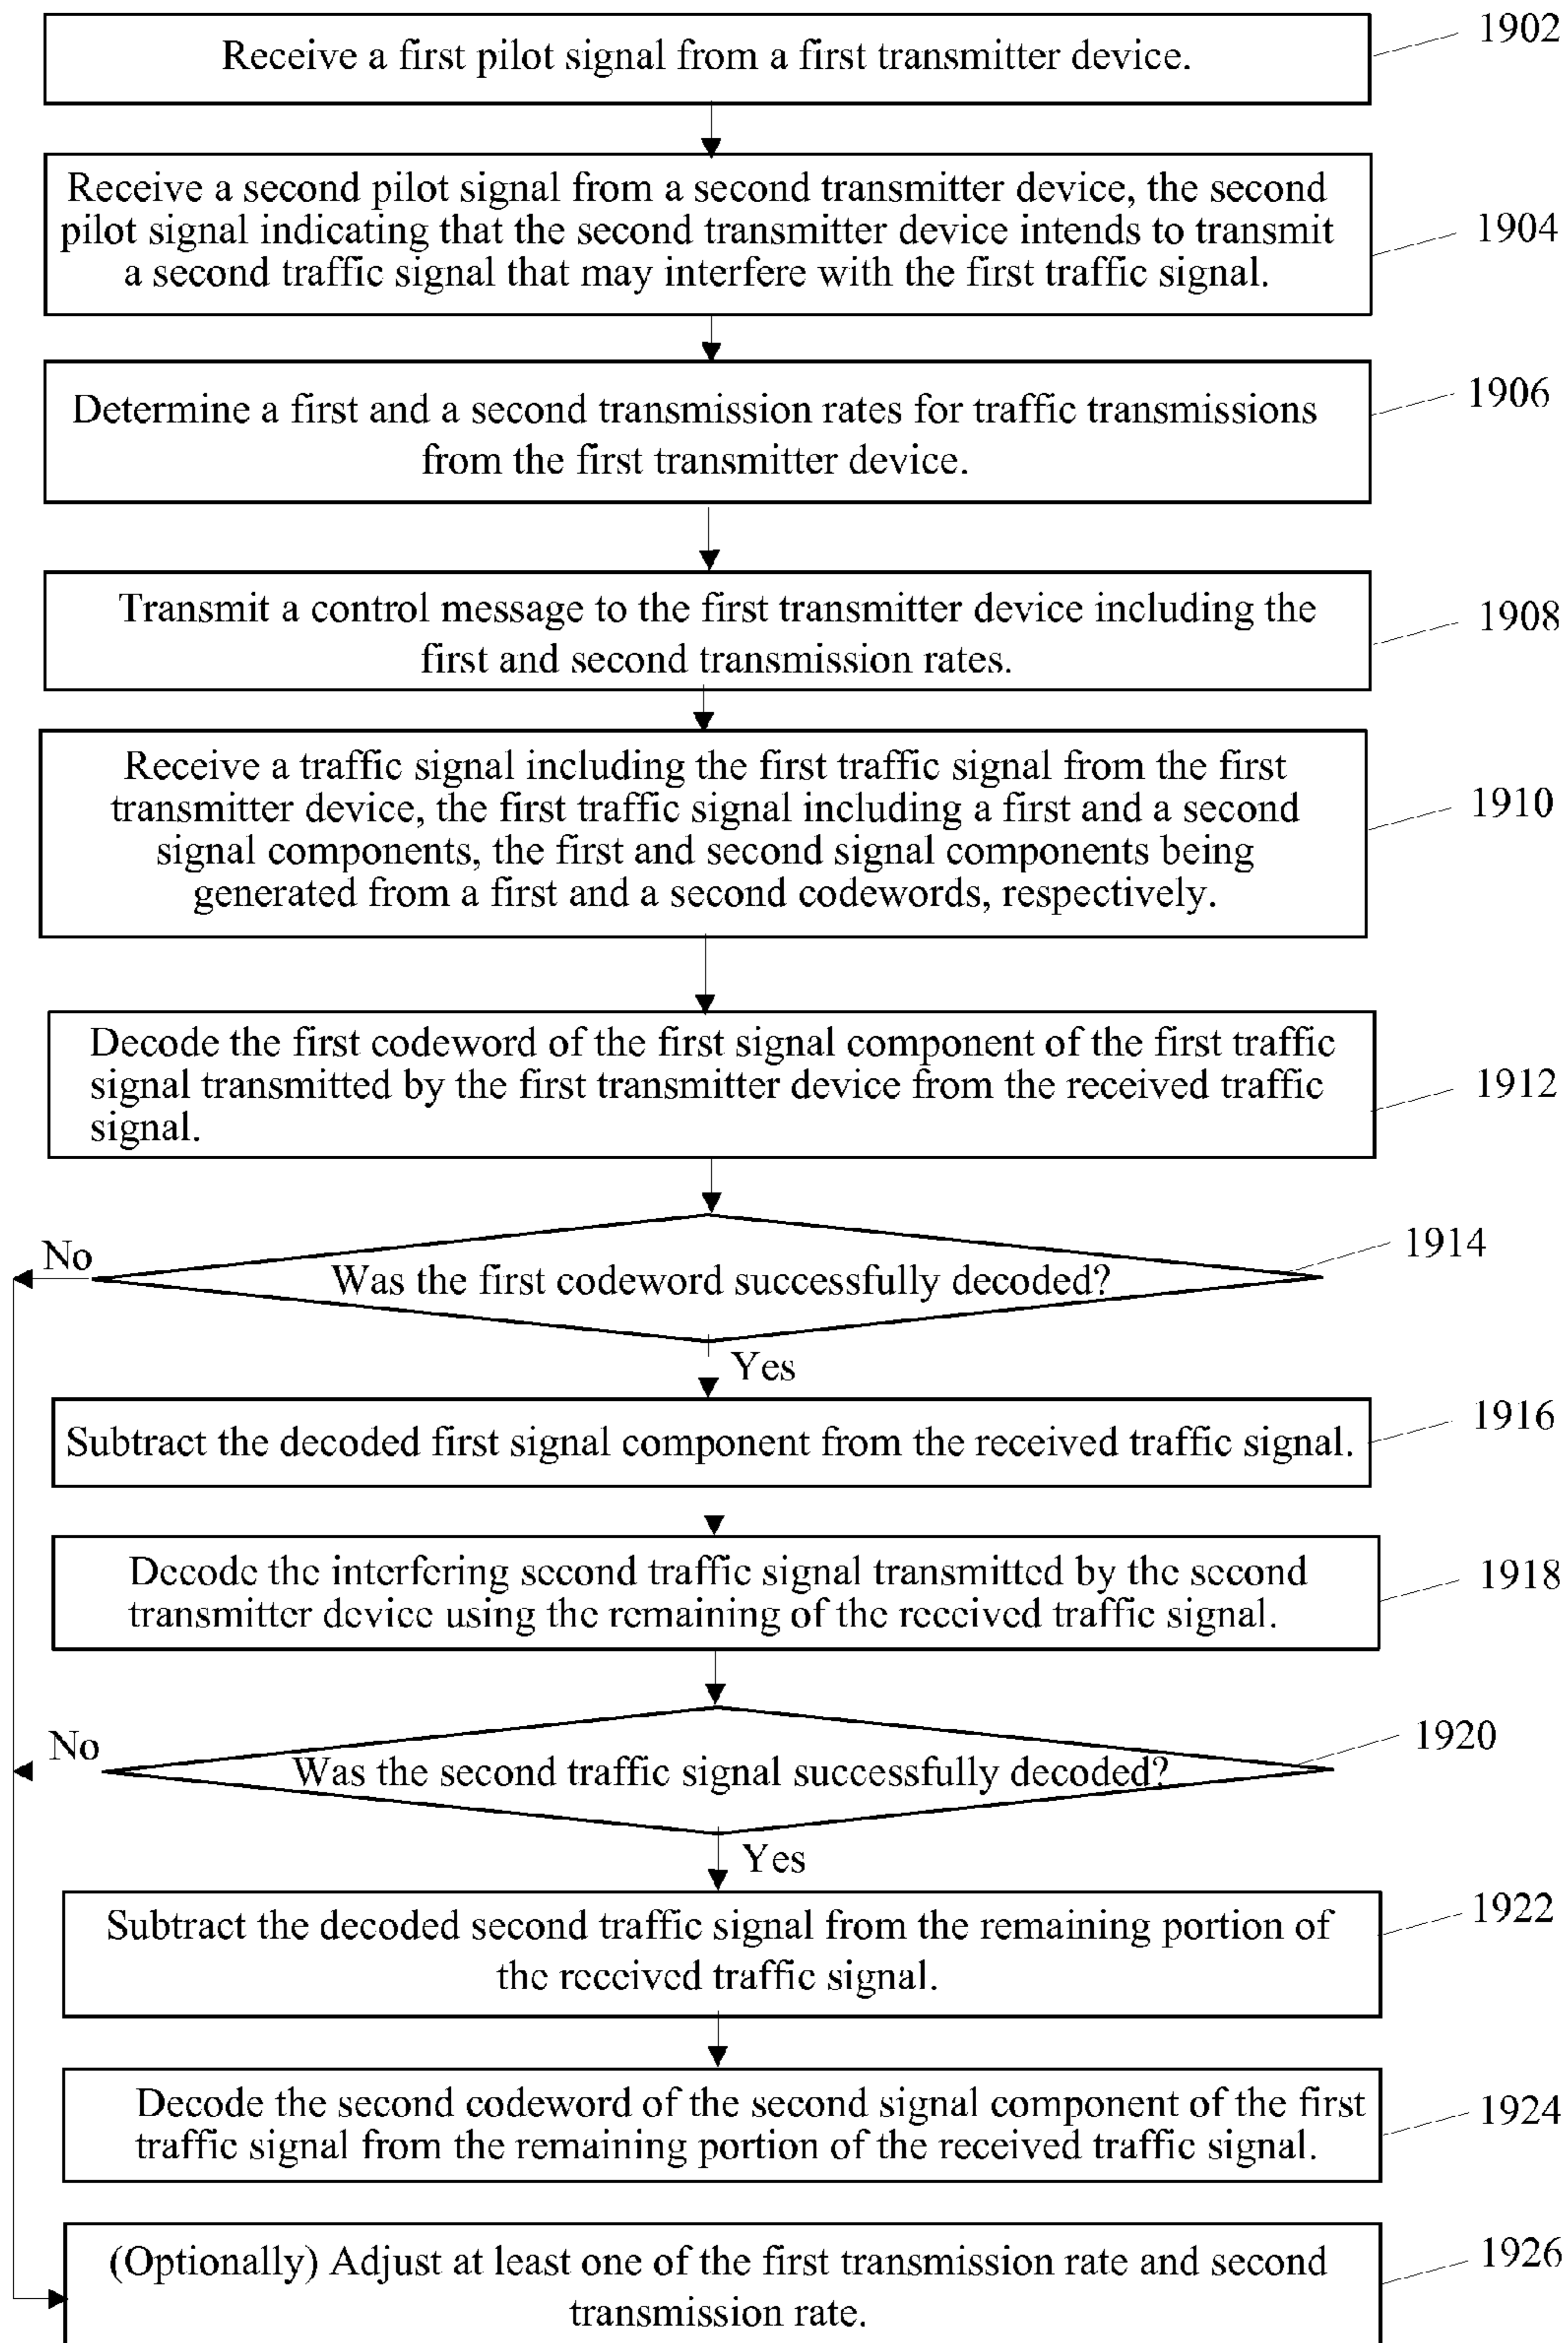 Receive a first pilot signal from a first transmitter device.
1902
Receive a second pilot signal from a second transmitter device, the second
pilot signal indicating that the second transmitter device intends to transmit
a second traffic signal that may interfere with the first traffic signal.
1904
Determine a first and a second transmission rates for traffic transmissions
from the first transmitter device.
1906
Transmit a control message to the first transmitter device including the
first and second transmission rates.
1908
Receive a traffic signal including the first traffic signal from the first
transmitter device, the first traffic signal including a first and a second
signal components, the first and second signal components being
generated from a first and a second codewords, respectively.
1910
Decode the first codeword of the first signal component of the first traffic
signal transmitted by the first transmitter device from the received traffic
signal.
1912
No
Was the first codeword successfully decoded?
1914
Yes
Subtract the decoded first signal component from the received traffic signal.
1916
Decode the interfering second traffic signal transmitted by the second
transmitter device using the remaining of the received traffic signal.
1918
No
Was the second traffic signal successfully decoded?
1920
Yes
Subtract the decoded second traffic signal from the remaining portion of
the received traffic signal.
1922
Decode the second codeword of the second signal component of the first
traffic signal from the remaining portion of the received traffic signal.
1924
(Optionally) Adjust at least one of the first transmission rate and second
transmission rate.
1926